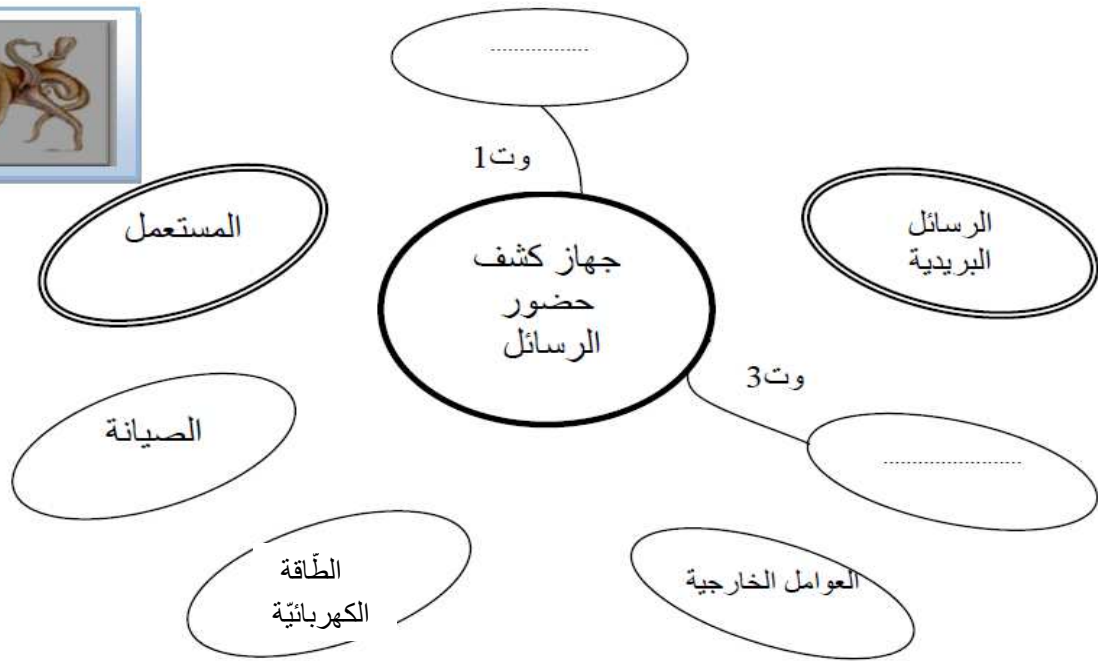 ......................
وت1
المستعمل
جهاز كشف
حضور
الرسائل
الرسائل
البريدية
وت3
الصيانة
......................
الطّاقة
الكهربائيّة
العوامل الخارجية